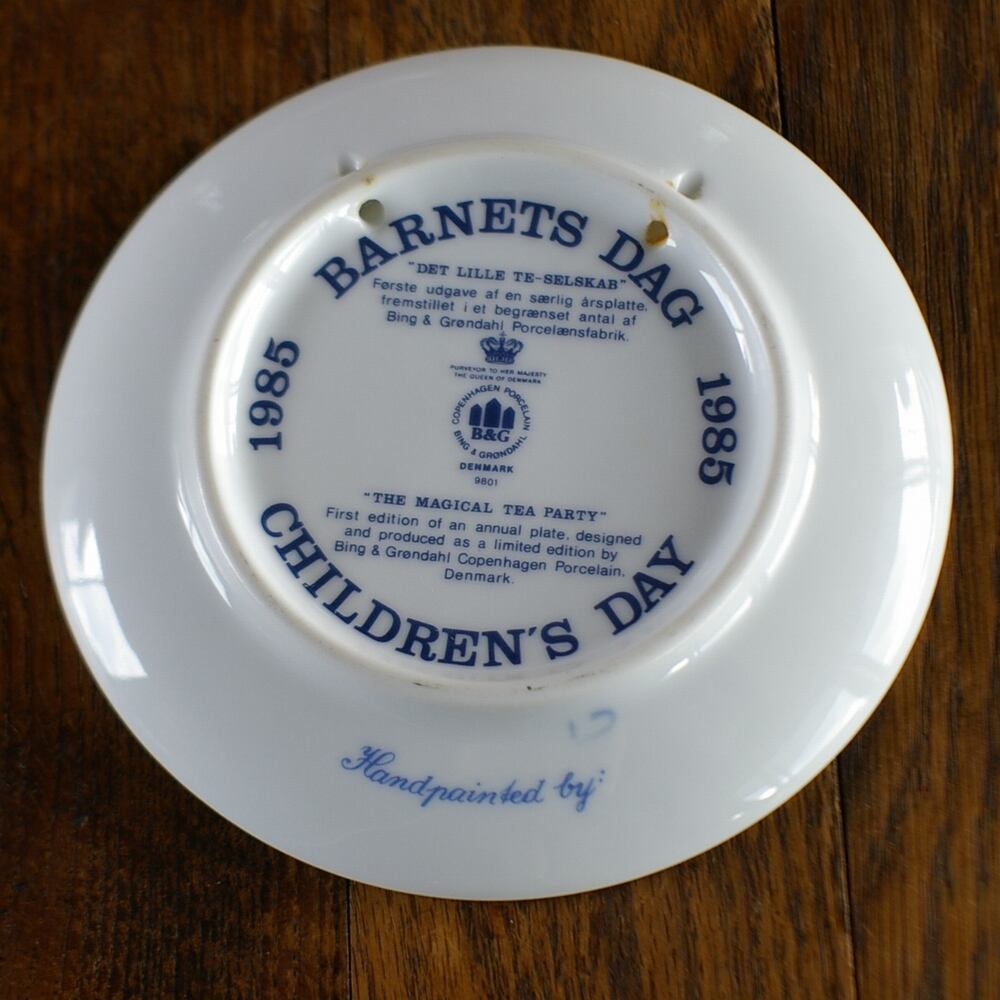 BARNETS DAG
"DET LILLE TE-SELSKAB"
Første udgave af en særlig årsplatte,
fremstillet i et begrænset antal af
Bing & Grøndahl Porcelænsfabrik.
PURVEYOR TO HER MAJESTY
THE QUEEN OF DENMARK
COPENHAGEN PORCELAIN
B&G
BING & GRØNDAHL
DENMARK
9801
1985
1985
"THE MAGICAL TEA PARTY"
First edition of an annual plate, designed
and produced as a limited edition by
Bing & Grøndahl Copenhagen Porcelain,
Denmark.
CHILDREN'S DAY
Handpainted by: